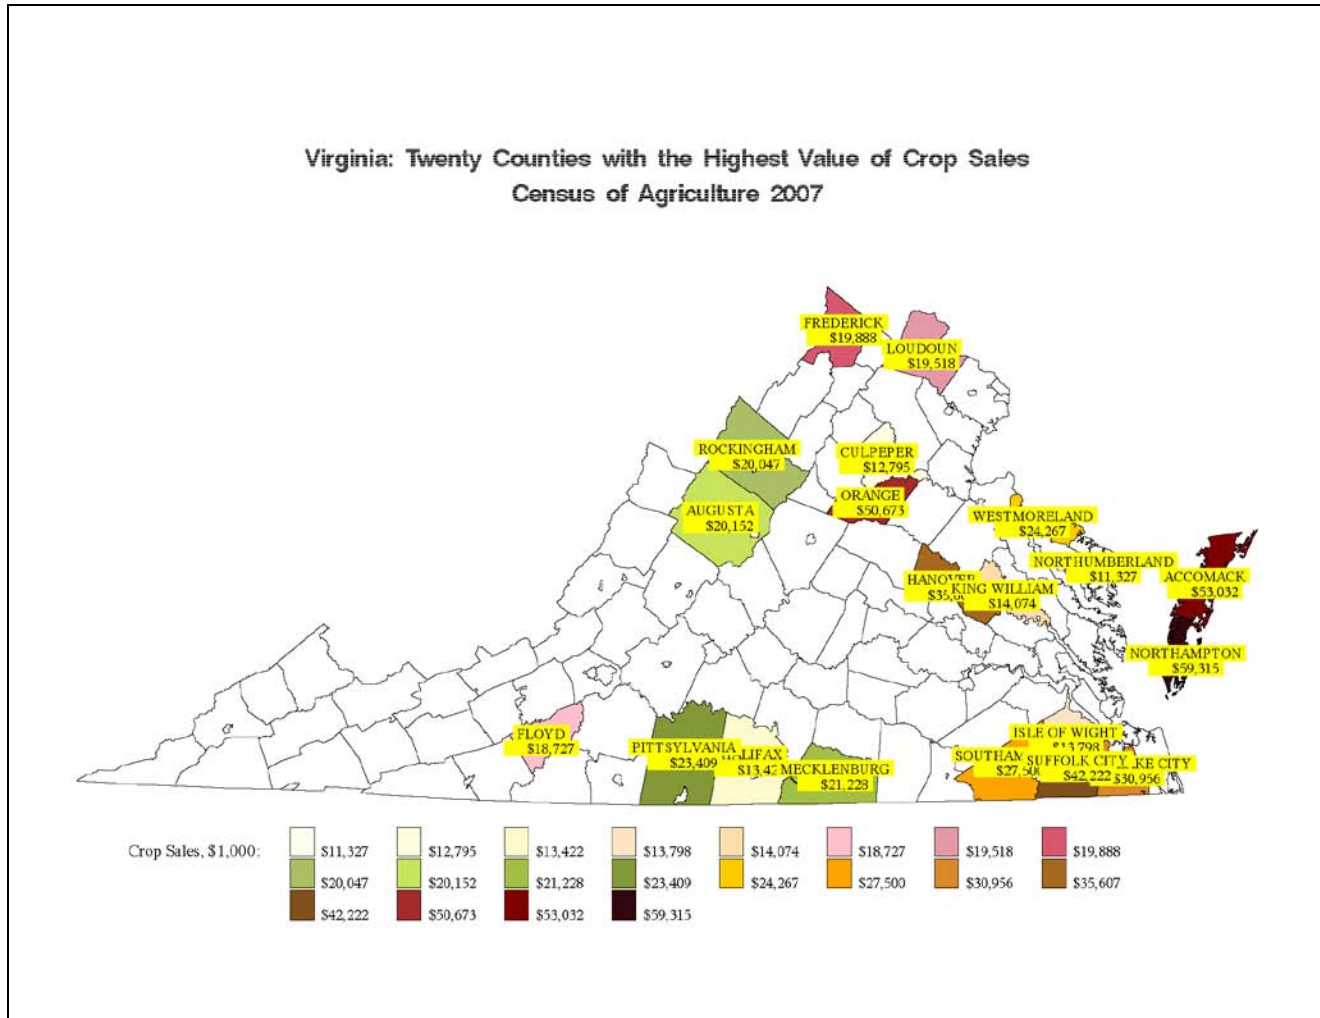 Virginia: Twenty Counties with the Highest Value of Crop Sales
Census of Agriculture 2007
FREDERICK
$19,888
LOUDOUN
$19,518
ROCKINGHAM
$20,047
CULPEPER
$12,795
ORANGE
$50,673
AUGUSTA
$20,152
WESTMORELAND
$24,267
NORTHUMBERLAND
$11,327
ACCOMACK
$53,032
KING WILLIAM
$14,074
NORTHAMPTON
$59,315
FLOYD
$18,727
PITTSYLVANIA
$23,409
MECKLENBURG
$21,228
ISLE OF WIGHT
$13,798
SUFFOLK CITY
$42,222
KE CITY
$30,956
Crop Sales, $1,000:
$11,327 $12,795 $13,422 $13,798 $14,074 $18,727 $19,518 $19,888
$20,047 $20,152 $21,228 $23,409 $24,267 $27,500 $30,956 $35,607
$42,222 $50,673 $53,032 $59,315